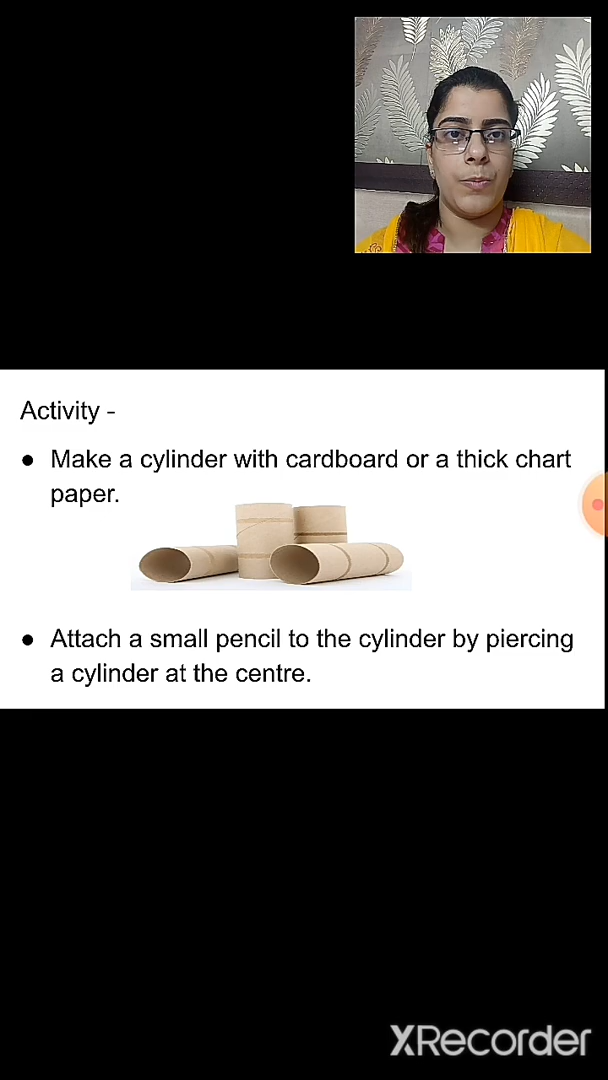 Activity -
● Make a cylinder with cardboard or a thick chart
paper.
● Attach a small pencil to the cylinder by piercing
a cylinder at the centre.
XRecorder